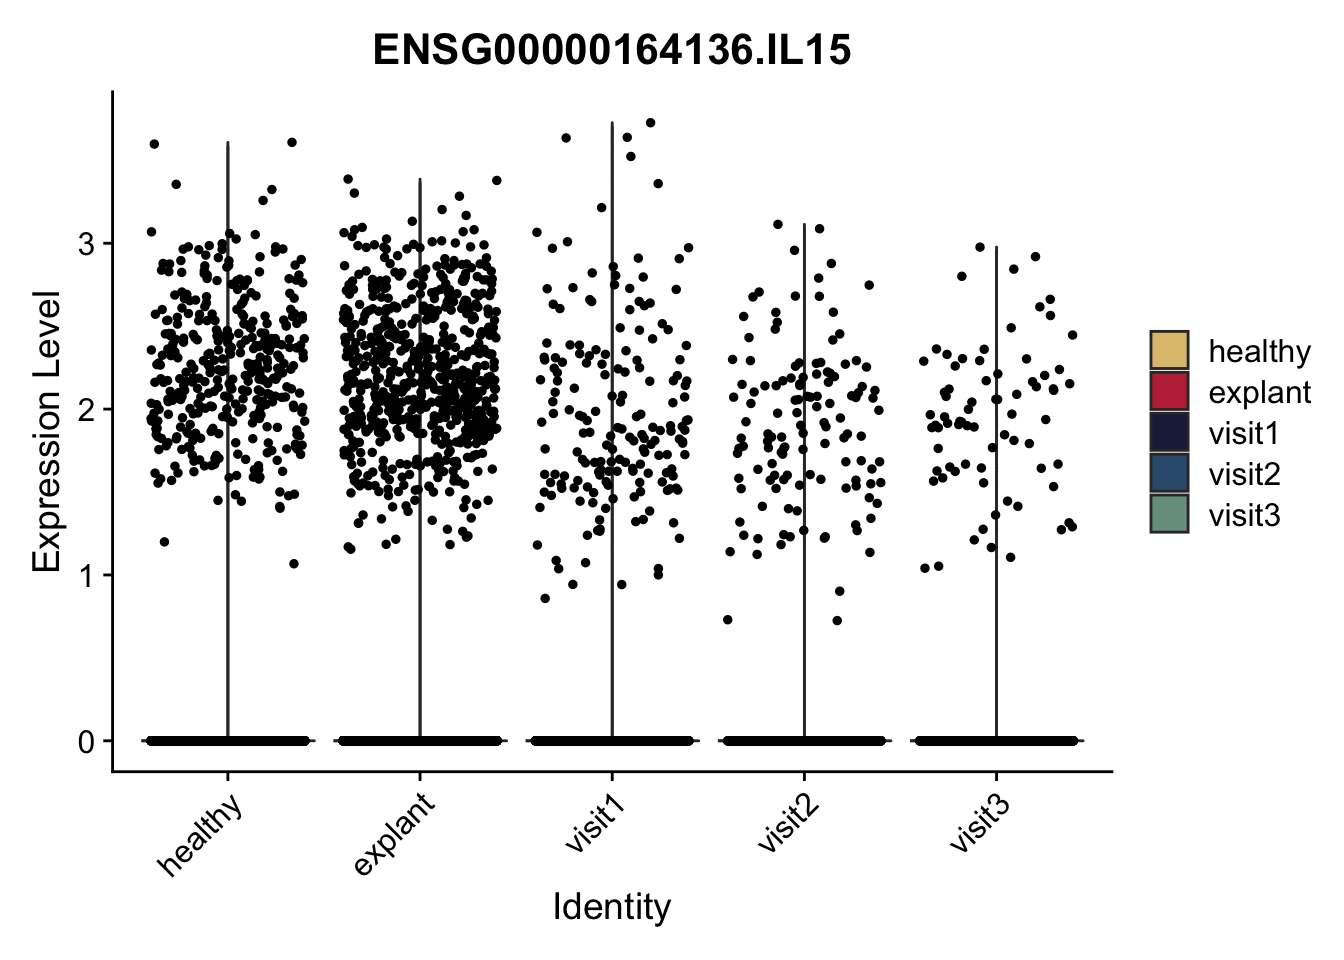 ENSG00000164136.IL15
Expression Level
3
2
1
0
healthy
explant
visit1
visit2
visit3
Identity
healthy
explant
visit1
visit2
visit3